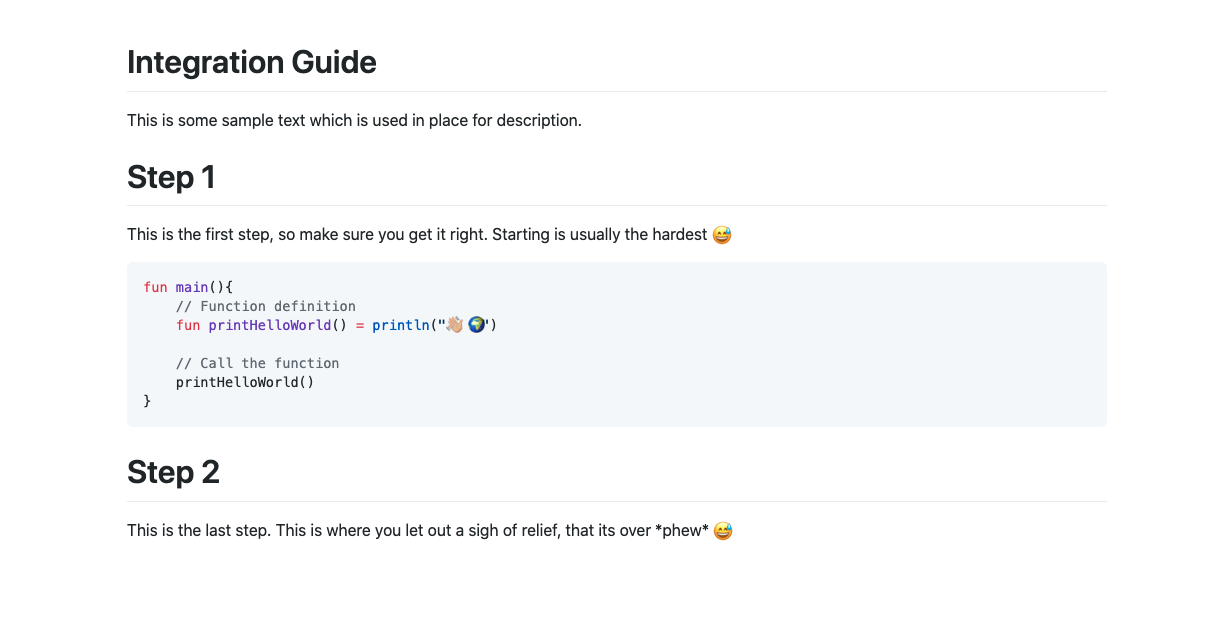 Integration Guide
This is some sample text which is used in place for description.
Step 1
This is the first step, so make sure you get it right. Starting is usually the hardest 😅
fun main(){
    // Function definition
    fun printHelloWorld() = println("👋🏼 🌍")
    // Call the function
    printHelloWorld()
}
Step 2
This is the last step. This is where you let out a sigh of relief, that its over *phew* 😅